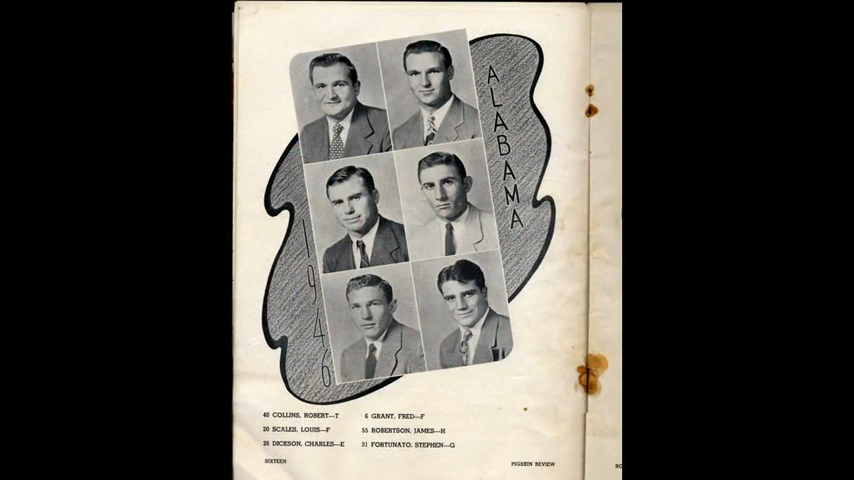 ALABAMA
1946
40 COLLINS, ROBERT—T
6 GRANT, FRED—F
20 SCALES, LOUIS—F
55 ROBERTSON, JAMES—H
26 DICKSON, CHARLES—E
31 FORTUNATO, STEPHEN—G
SIXTEEN
PIGSKIN REVIEW